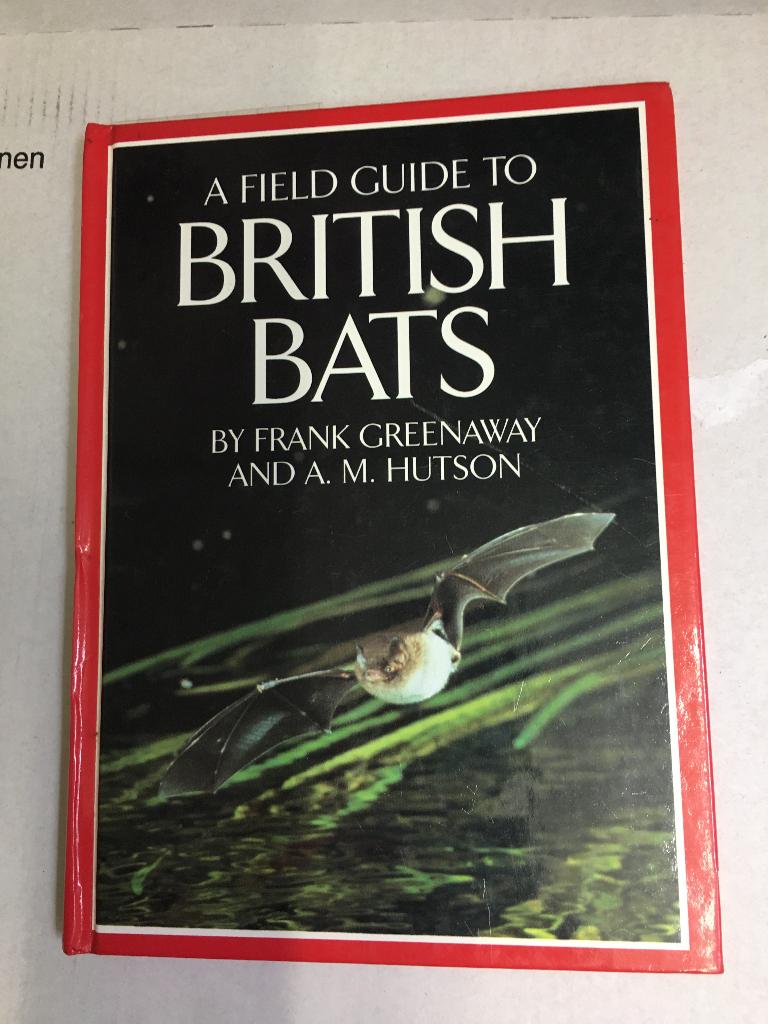 nen
A FIELD GUIDE TO
BRITISH
BATS
BY FRANK GREENAWAY
AND A. M. HUTSON